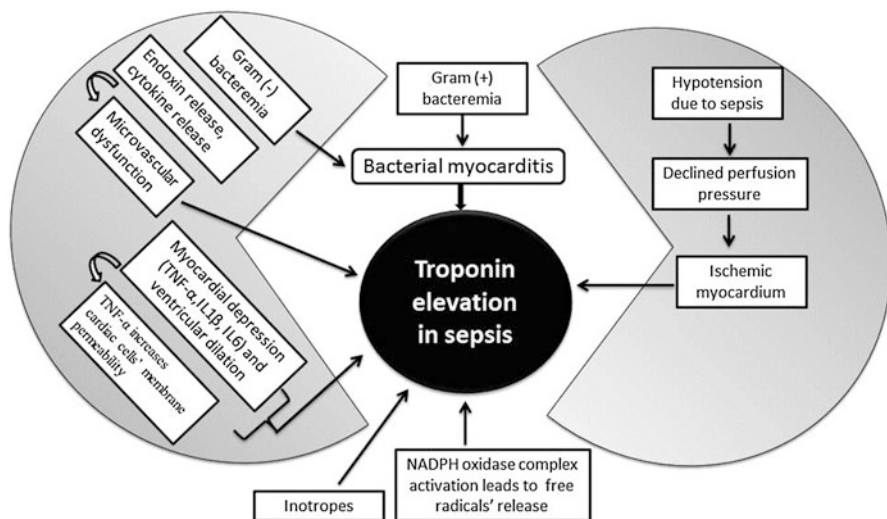 Gram (-)
bacteremia
Endoxin release,
cytokine release
Microvascular
dysfunction
Gram (+)
bacteremia
Bacterial myocarditis
Hypotension
due to sepsis
Declined perfusion
pressure
Ischemic
myocardium
Troponin
elevation
in sepsis
Myocardial depression
(TNF-α, IL1β, IL6) and
ventricular dilation
TNF-α increases
cardiac cells' membrane
permeability
Inotropes
NADPH oxidase complex
activation leads to free
radicals' release